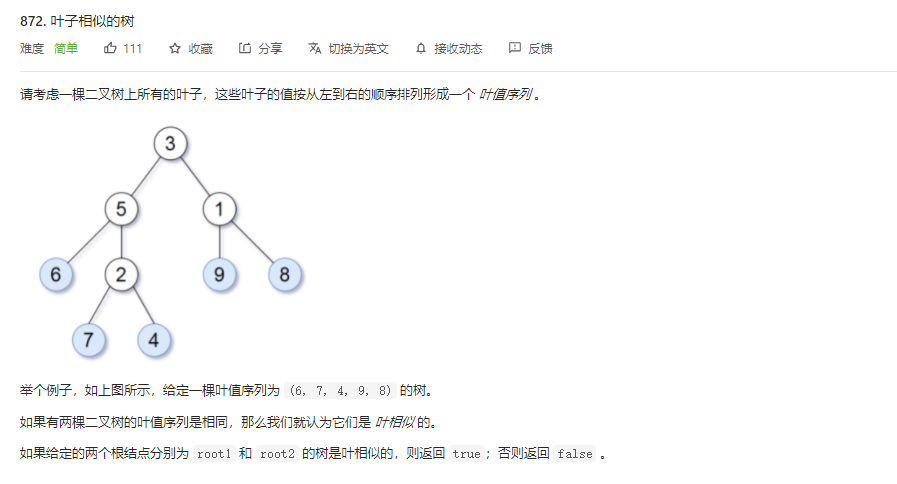 872. 叶子相似的树
难度 简单 111 收藏 分享 切换为英文 接收动态 反馈
请考虑一棵二叉树上所有的叶子，这些叶子的值按从左到右的顺序排列形成一个 叶值序列 。
3
5 1
6 2 9 8
7 4
举个例子，如上图所示，给定一棵叶值序列为 (6, 7, 4, 9, 8) 的树。
如果有两棵二叉树的叶值序列是相同，那么我们就认为它们是 叶相似 的。
如果给定的两个根结点分别为 root1 和 root2 的树是叶相似的，则返回 true；否则返回 false 。